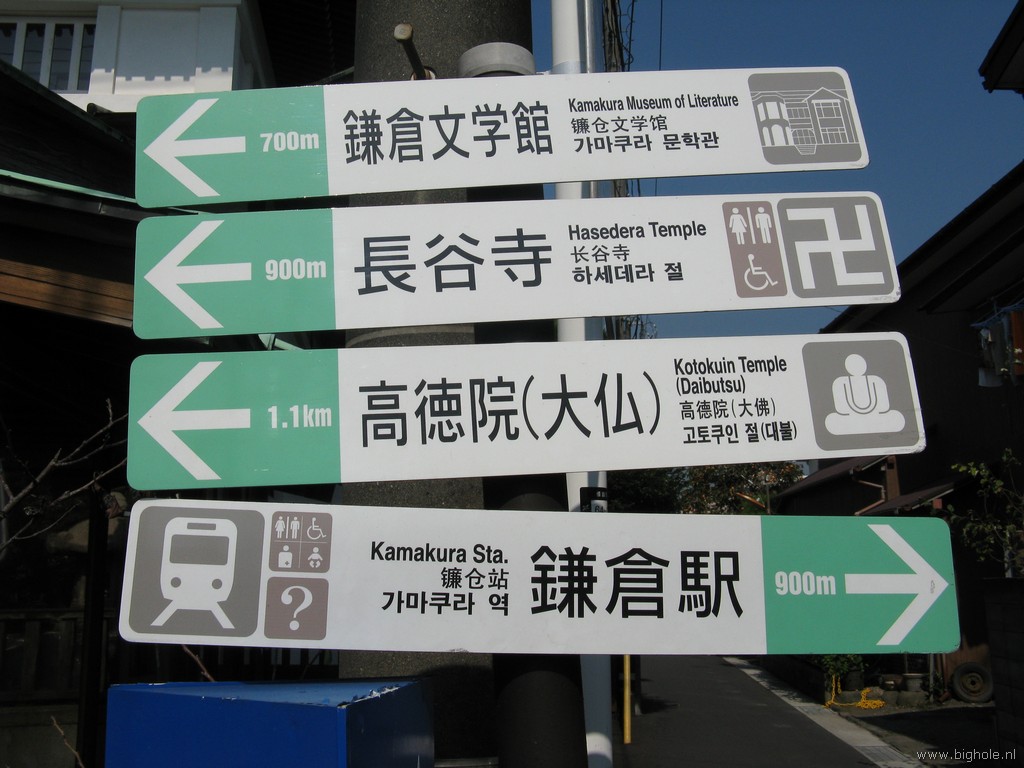 700m
鎌倉文学館
Kamakura Museum of Literature
镰仓文学馆
가마쿠라 문학관
900m
長谷寺
Hasedera Temple
长谷寺
하세데라 절
1.1km
高徳院(大仏)
Kotokuin Temple
(Daibutsu)
高德院(大佛)
고토쿠인 절(대불)
?
Kamakura Sta.
镰仓站
가마쿠라 역
鎌倉駅
900m
www.bighole.nl